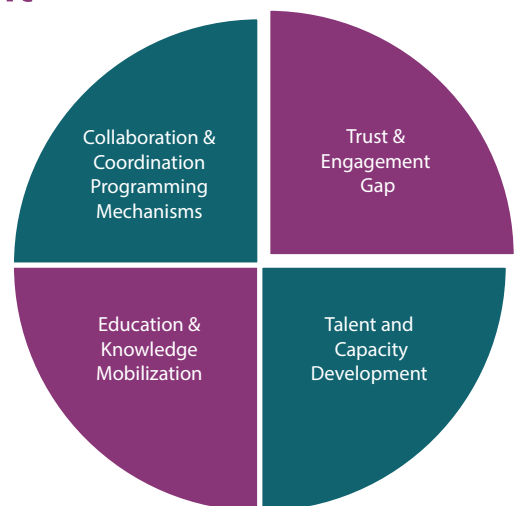 Collaboration &
Coordination
Programming
Mechanisms
Trust &
Engagement
Gap
Education &
Knowledge
Mobilization
Talent and
Capacity
Development